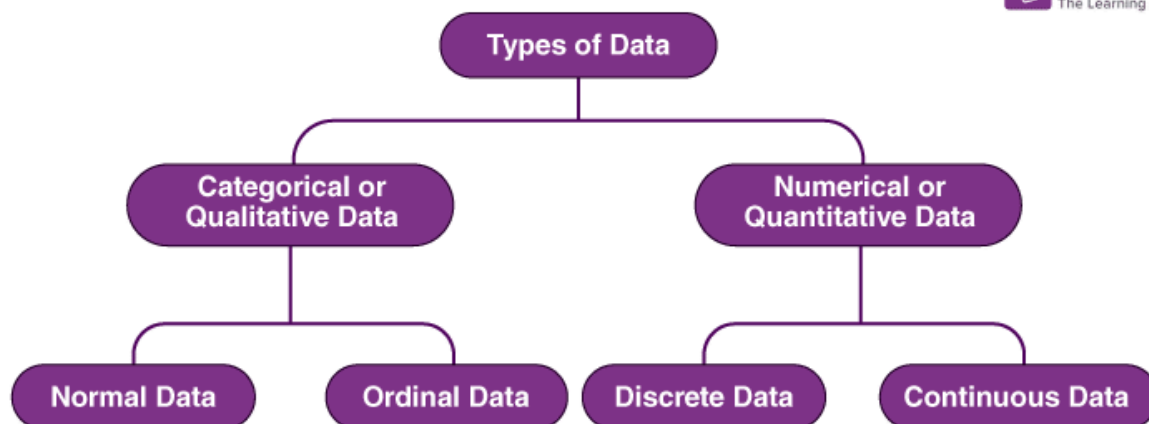 The Learning
Types of Data
Categorical or
Qualitative Data
Numerical or
Quantitative Data
Normal Data
Ordinal Data
Discrete Data
Continuous Data